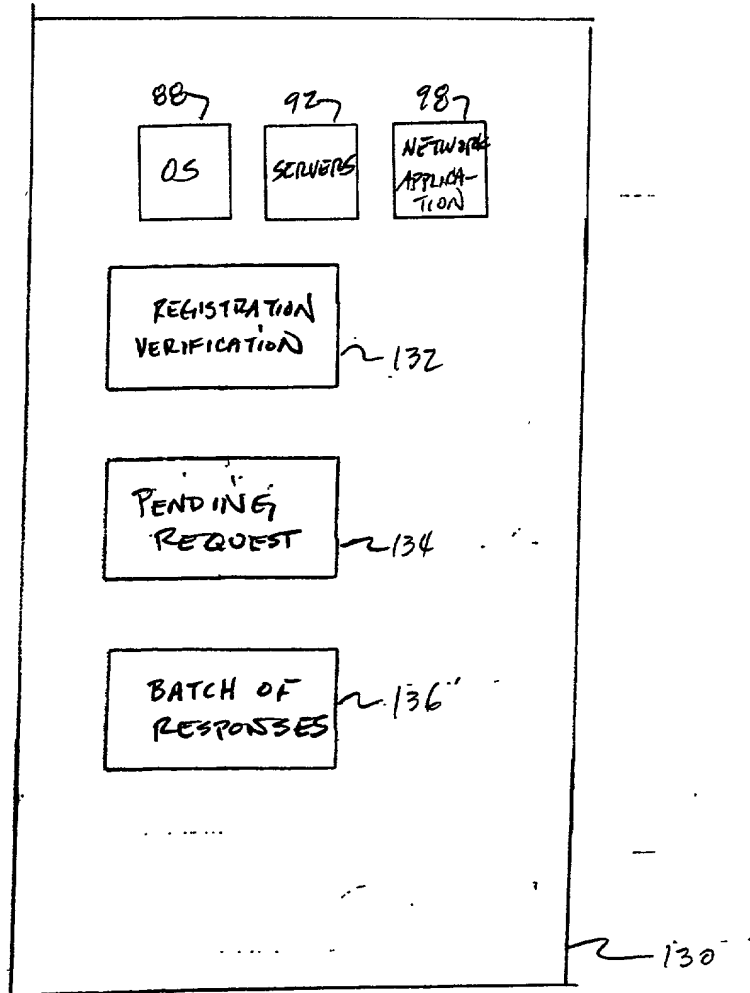 88 92 98
OS SERVERS NETWORK
APPLICA-
TION
REGISTRATION
VERIFICATION
132
PENDING
REQUEST
134
BATCH OF
RESPONSES
136
130